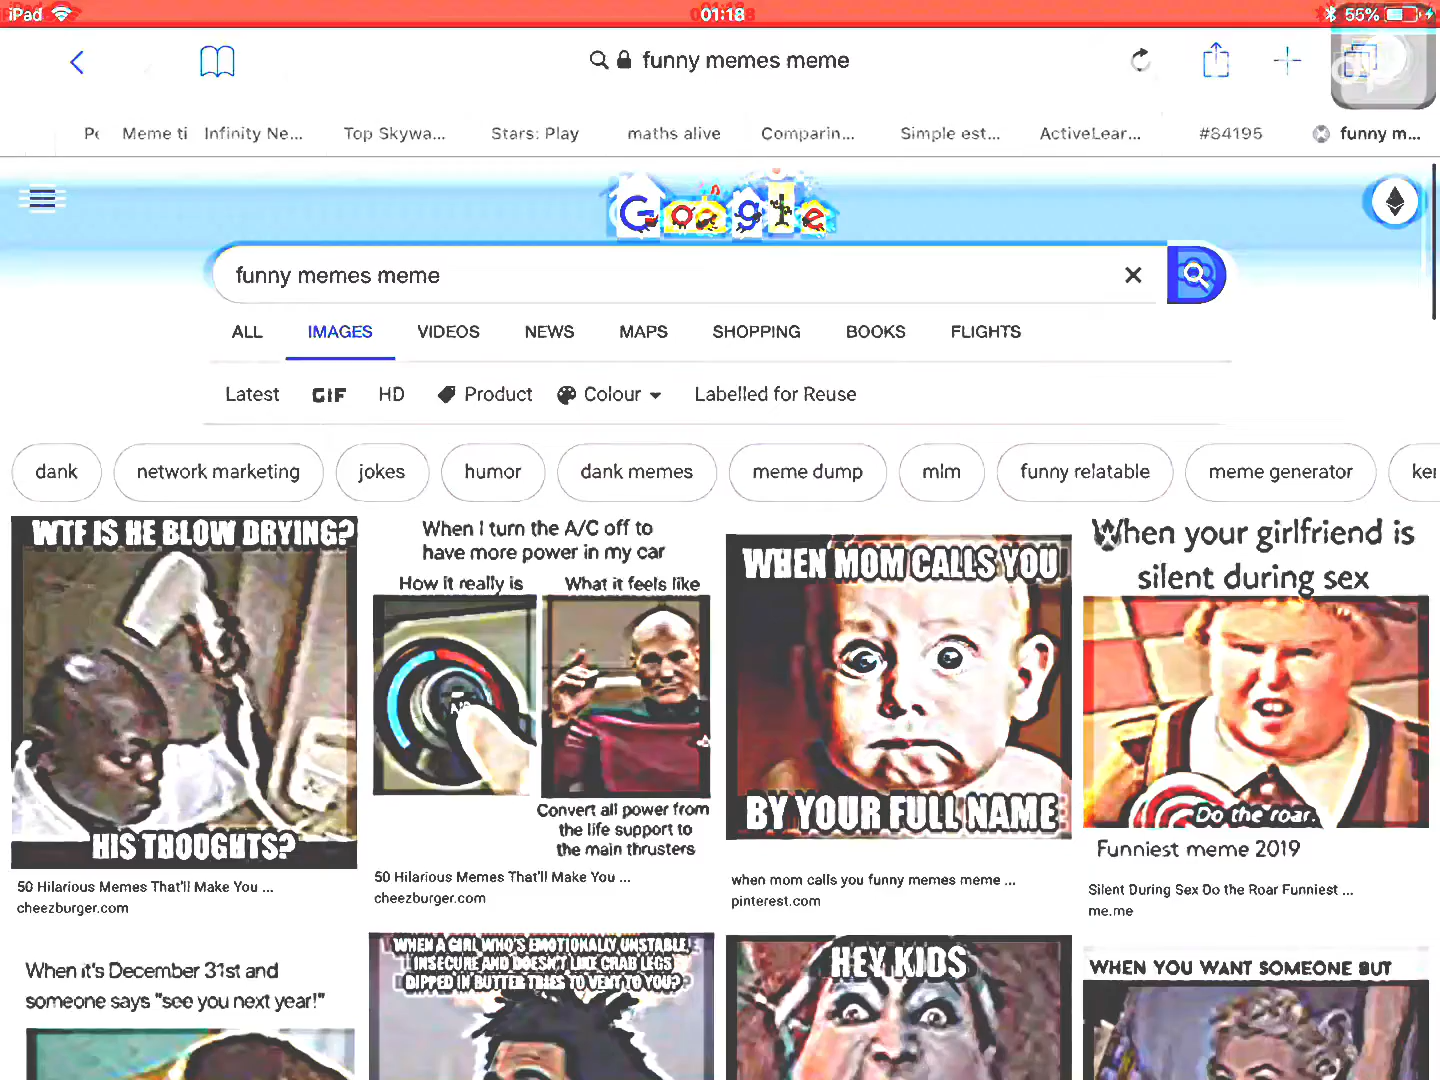 iPad 01:18 55%
funny memes meme
Pe Meme ti Infinity Ne... Top Skywa... Stars: Play maths alive Comparin... Simple est... ActiveLear... #84195 funny m...
Google
funny memes meme
ALL IMAGES VIDEOS NEWS MAPS SHOPPING BOOKS FLIGHTS
Latest GIF HD Product Colour Labelled for Reuse
dank network marketing jokes humor dank memes meme dump mlm funny relatable meme generator ker
WTF IS HE BLOW DRYING?
HIS THOUGHTS?
50 Hilarious Memes That'll Make You ...
cheezburger.com
When I turn the A/C off to
have more power in my car
How it really is What it feels like
A/C
Convert all power from
the life support to
the main thrusters
50 Hilarious Memes That'll Make You ...
cheezburger.com
WHEN MOM CALLS YOU
BY YOUR FULL NAME
when mom calls you funny memes meme ...
pinterest.com
When your girlfriend is
silent during sex
Do the roar.
Funniest meme 2019
Silent During Sex Do the Roar Funniest ...
me.me
When it's December 31st and
someone says "see you next year!"
WHEN A GIRL WHO'S EMOTIONALLY UNSTABLE,
INSECURE AND DOESN'T LIKE CRAB LEGS
DIPPED IN BUTTER TRIES TO VENT TO YOU?
HEY KIDS
WHEN YOU WANT SOMEONE BUT